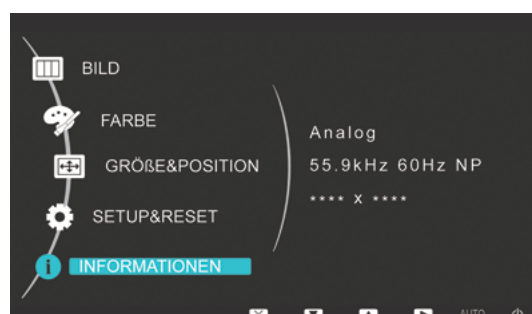 BILD
FARBE
GRÖßE&POSITION
SETUP&RESET
INFORMATIONEN
Analog
55.9kHz 60Hz NP
**** x ****
AUTO